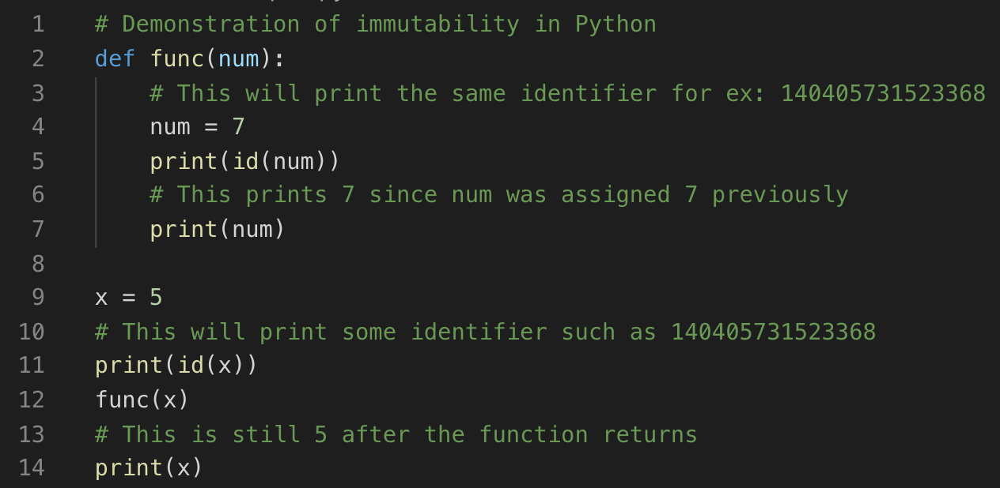 1 # Demonstration of immutability in Python
2 def func(num):
3     # This will print the same identifier for ex: 140405731523368
4     num = 7
5     print(id(num))
6     # This prints 7 since num was assigned 7 previously
7     print(num)
8
9 x = 5
10 # This will print some identifier such as 140405731523368
11 print(id(x))
12 func(x)
13 # This is still 5 after the function returns
14 print(x)